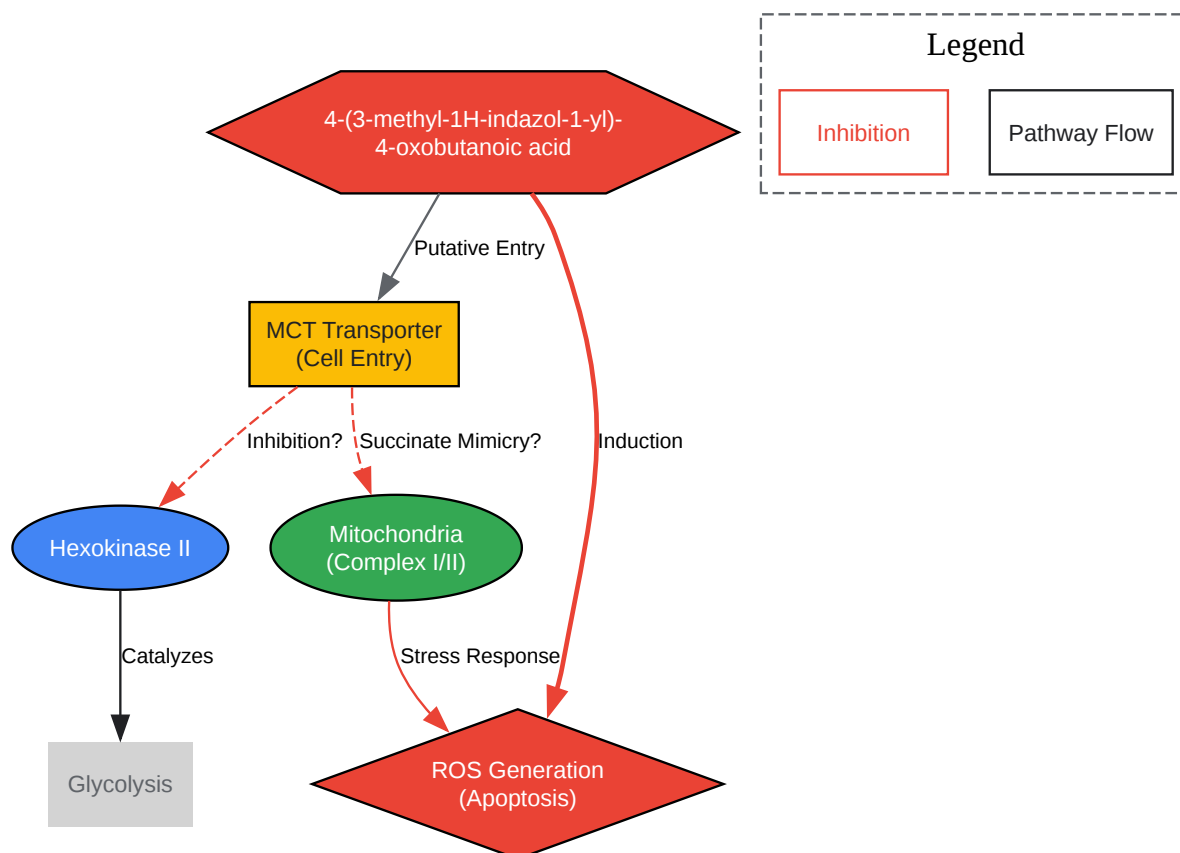 Legend
Inhibition
Pathway Flow
4-(3-methyl-1H-indazol-1-yl)-
4-oxobutanoic acid
Putative Entry
MCT Transporter
(Cell Entry)
Inhibition?
Succinate Mimicry?
Induction
Hexokinase II
Mitochondria
(Complex I/II)
Catalyzes
Stress Response
Glycolysis
ROS Generation
(Apoptosis)